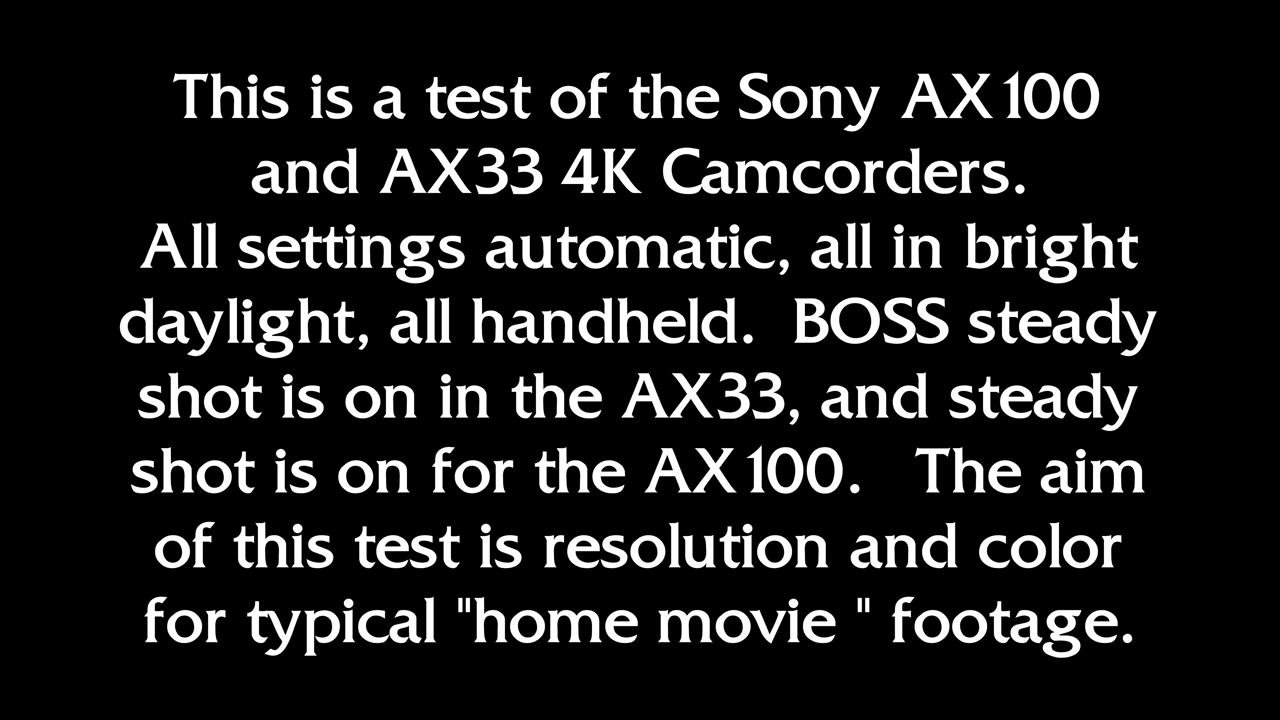 This is a test of the Sony AX100
and AX33 4K Camcorders.
All settings automatic, all in bright
daylight, all handheld.  BOSS steady
shot is on in the AX33, and steady
shot is on for the AX100.   The aim
of this test is resolution and color
for typical "home movie " footage.